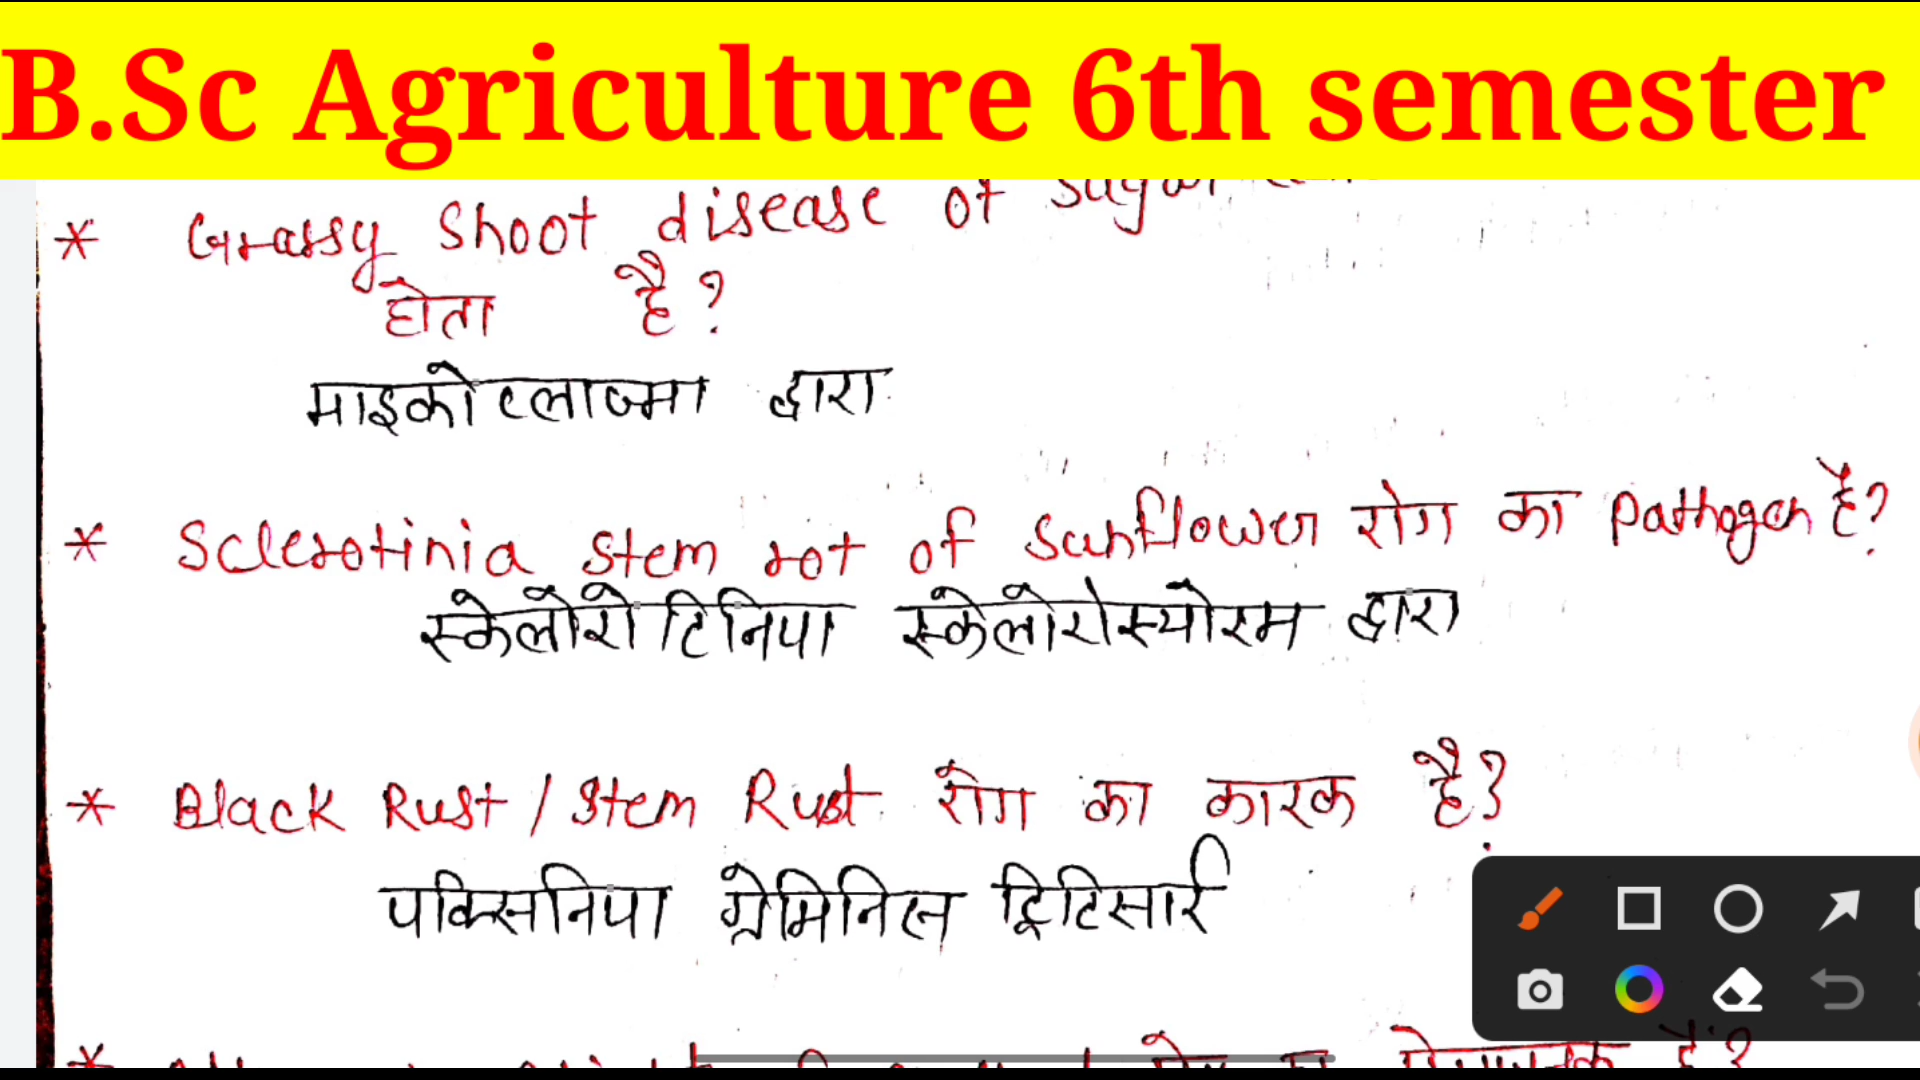 B.Sc Agriculture 6th semester
* Grassy Shoot disease of
होता है?
माइकोप्लाज्मा द्वारा
* Sclerotinia stem rot of Sunflower रोग का pathogen है?
स्केलोरोटिनिया स्केलोरोस्योरम द्वारा
* Black Rust / Stem Rust रोग का कारक है?
पक्सिनिया ग्रेमिनिस ट्रिटिसाई